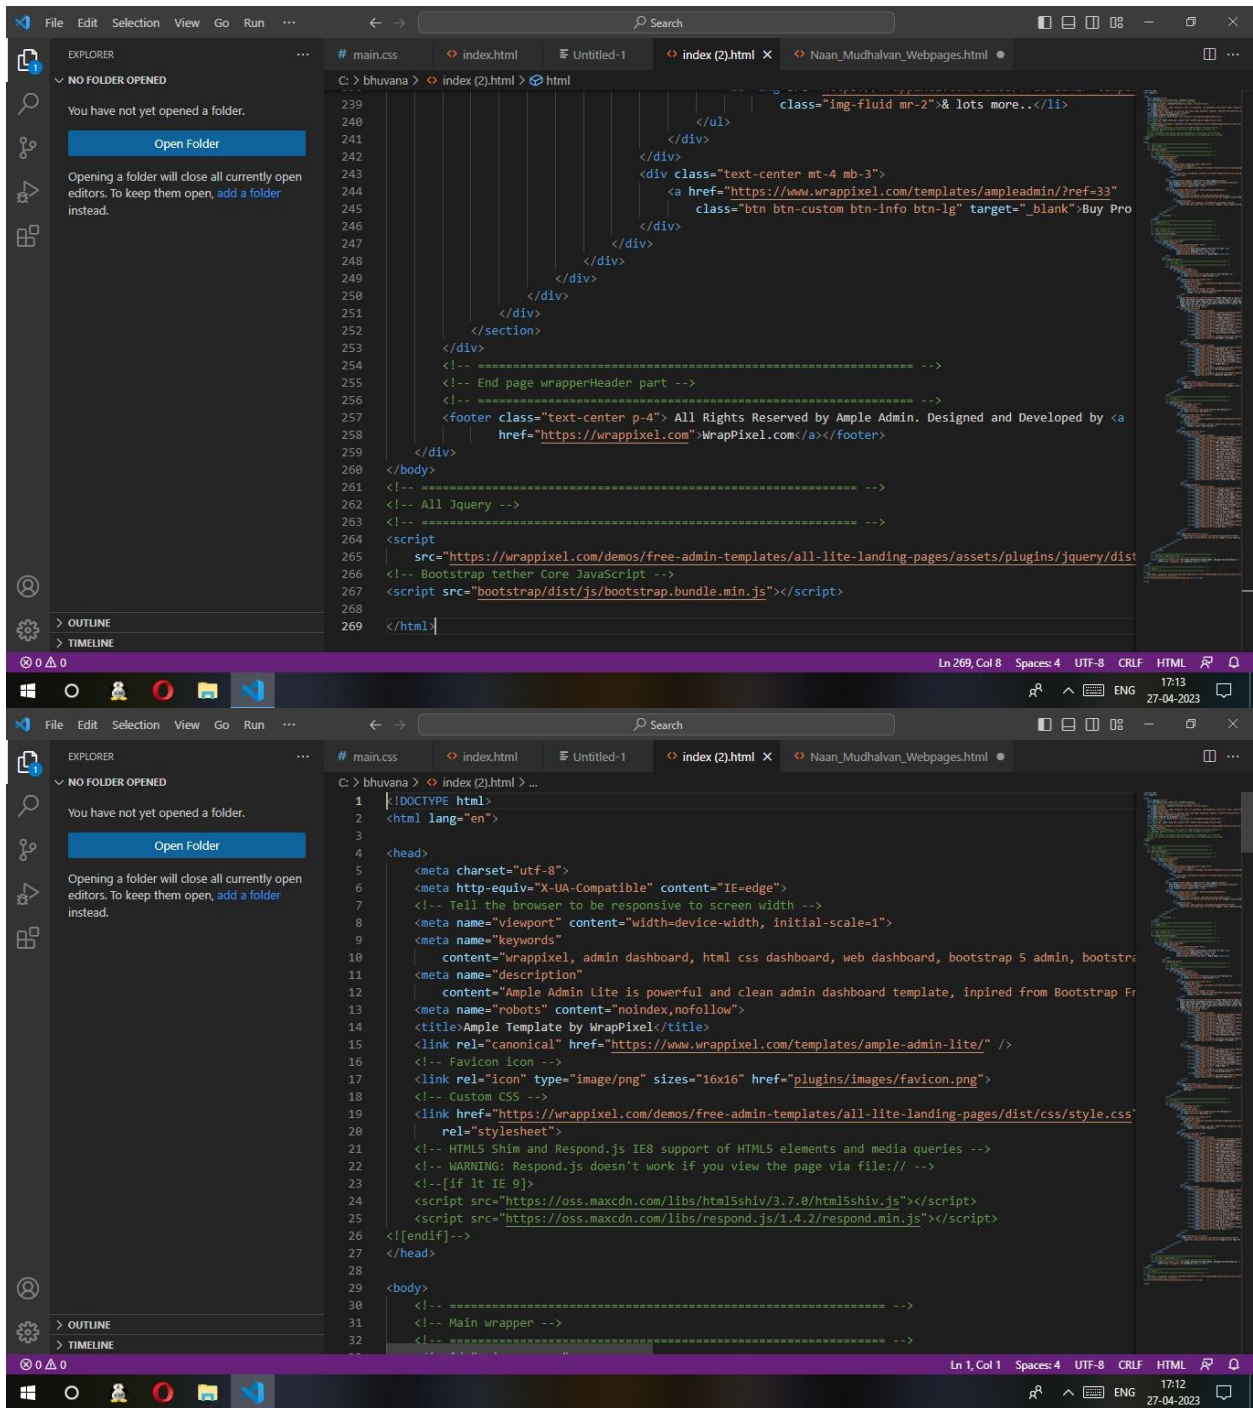 File Edit Selection View Go Run ··· Search
EXPLORER ···
NO FOLDER OPENED
You have not yet opened a folder.
Open Folder
Opening a folder will close all currently open
editors. To keep them open, add a folder
instead.
OUTLINE
TIMELINE
# main.css index.html Untitled-1 index (2).html Naan_Mudhalvan_Webpages.html
C: > bhuvana > index (2).html > html
239 class="img-fluid mr-2">& lots more..</li>
240 </ul>
241 </div>
242 </div>
243 <div class="text-center mt-4 mb-3">
244 <a href="https://www.wrappixel.com/templates/ampleadmin/?ref=33"
245 class="btn btn-custom btn-info btn-lg" target="_blank">Buy Pro
246 </div>
247 </div>
248 </div>
249 </div>
250 </div>
251 </div>
252 </section>
253 </div>
254 <!-- ============================================================== -->
255 <!-- End page wrapperHeader part -->
256 <!-- ============================================================== -->
257 <footer class="text-center p-4"> All Rights Reserved by Ample Admin. Designed and Developed by <a
258 href="https://wrappixel.com">WrapPixel.com</a></footer>
259 </div>
260 </body>
261 <!-- ============================================================== -->
262 <!-- All Jquery -->
263 <!-- ============================================================== -->
264 <script
265 src="https://wrappixel.com/demos/free-admin-templates/all-lite-landing-pages/assets/plugins/jquery/dist
266 <!-- Bootstrap tether Core JavaScript -->
267 <script src="bootstrap/dist/js/bootstrap.bundle.min.js"></script>
268
269 </html>
0 0 Ln 269, Col 8 Spaces: 4 UTF-8 CRLF HTML
ENG 17:13
27-04-2023
File Edit Selection View Go Run ··· Search
EXPLORER ···
NO FOLDER OPENED
You have not yet opened a folder.
Open Folder
Opening a folder will close all currently open
editors. To keep them open, add a folder
instead.
OUTLINE
TIMELINE
# main.css index.html Untitled-1 index (2).html Naan_Mudhalvan_Webpages.html
C: > bhuvana > index (2).html > ...
1 <!DOCTYPE html>
2 <html lang="en">
3
4 <head>
5 <meta charset="utf-8">
6 <meta http-equiv="X-UA-Compatible" content="IE=edge">
7 <!-- Tell the browser to be responsive to screen width -->
8 <meta name="viewport" content="width=device-width, initial-scale=1">
9 <meta name="keywords"
10 content="wrappixel, admin dashboard, html css dashboard, web dashboard, bootstrap 5 admin, bootstra
11 <meta name="description"
12 content="Ample Admin Lite is powerful and clean admin dashboard template, inpired from Bootstrap Fr
13 <meta name="robots" content="noindex,nofollow">
14 <title>Ample Template by WrapPixel</title>
15 <link rel="canonical" href="https://www.wrappixel.com/templates/ample-admin-lite/" />
16 <!-- Favicon icon -->
17 <link rel="icon" type="image/png" sizes="16x16" href="plugins/images/favicon.png">
18 <!-- Custom CSS -->
19 <link href="https://wrappixel.com/demos/free-admin-templates/all-lite-landing-pages/dist/css/style.css"
20 rel="stylesheet">
21 <!-- HTML5 Shim and Respond.js IE8 support of HTML5 elements and media queries -->
22 <!-- WARNING: Respond.js doesn't work if you view the page via file:// -->
23 <!--[if lt IE 9]>
24 <script src="https://oss.maxcdn.com/libs/html5shiv/3.7.0/html5shiv.js"></script>
25 <script src="https://oss.maxcdn.com/libs/respond.js/1.4.2/respond.min.js"></script>
26 <![endif]-->
27 </head>
28
29 <body>
30 <!-- ============================================================== -->
31 <!-- Main wrapper -->
32 <!-- ============================================================== -->
0 0 Ln 1, Col 1 Spaces: 4 UTF-8 CRLF HTML
ENG 17:12
27-04-2023